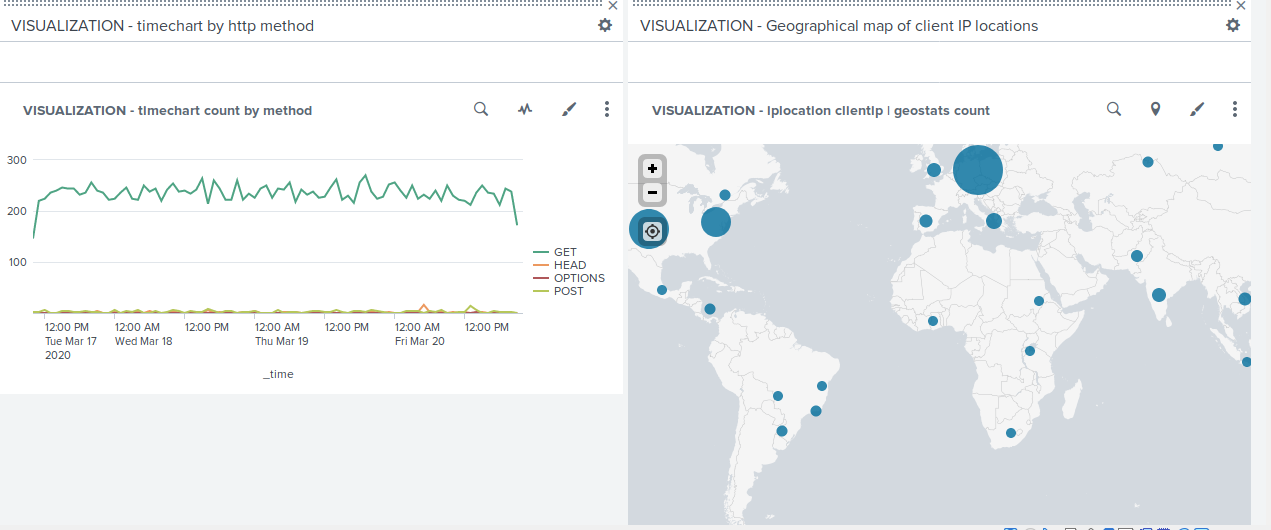 VISUALIZATION - timechart by http method
VISUALIZATION - timechart count by method
300
200
100
GET
HEAD
OPTIONS
POST
12:00 PM 12:00 AM 12:00 PM 12:00 AM 12:00 PM 12:00 AM 12:00 PM
Tue Mar 17 Wed Mar 18 Thu Mar 19 Fri Mar 20
2020
_time
VISUALIZATION - Geographical map of client IP locations
VISUALIZATION - iplocation clientip | geostats count